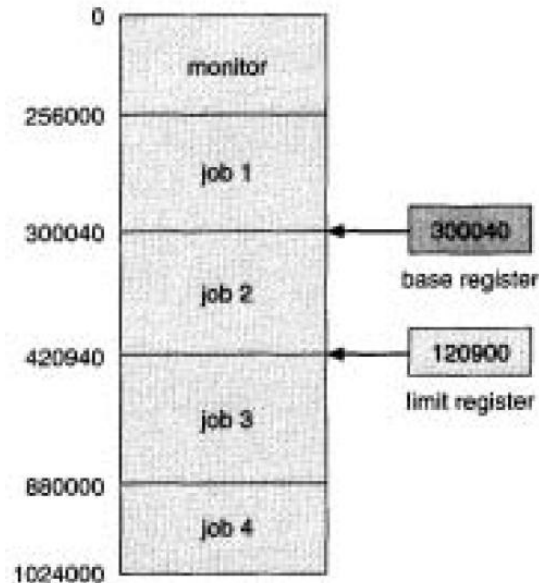 0
monitor
256000
job 1
300040
300040
base register
job 2
420940
120900
limit register
job 3
880000
job 4
1024000